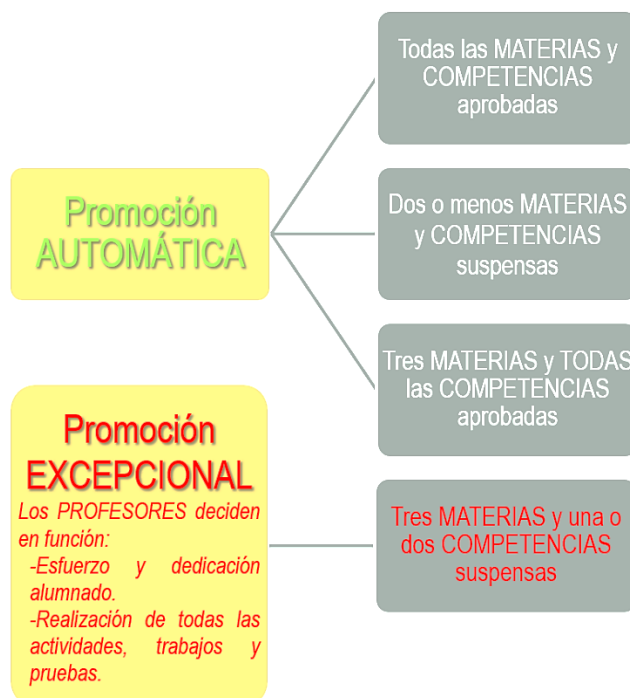 Todas las MATERIAS y
COMPETENCIAS
aprobadas
Promoción
AUTOMÁTICA
Dos o menos MATERIAS
y COMPETENCIAS
suspensas
Tres MATERIAS y TODAS
las COMPETENCIAS
aprobadas
Promoción
EXCEPCIONAL
Los PROFESORES deciden
en función:
-Esfuerzo y dedicación
alumnado.
-Realización de todas las
actividades, trabajos y
pruebas.
Tres MATERIAS y una o
dos COMPETENCIAS
suspensas